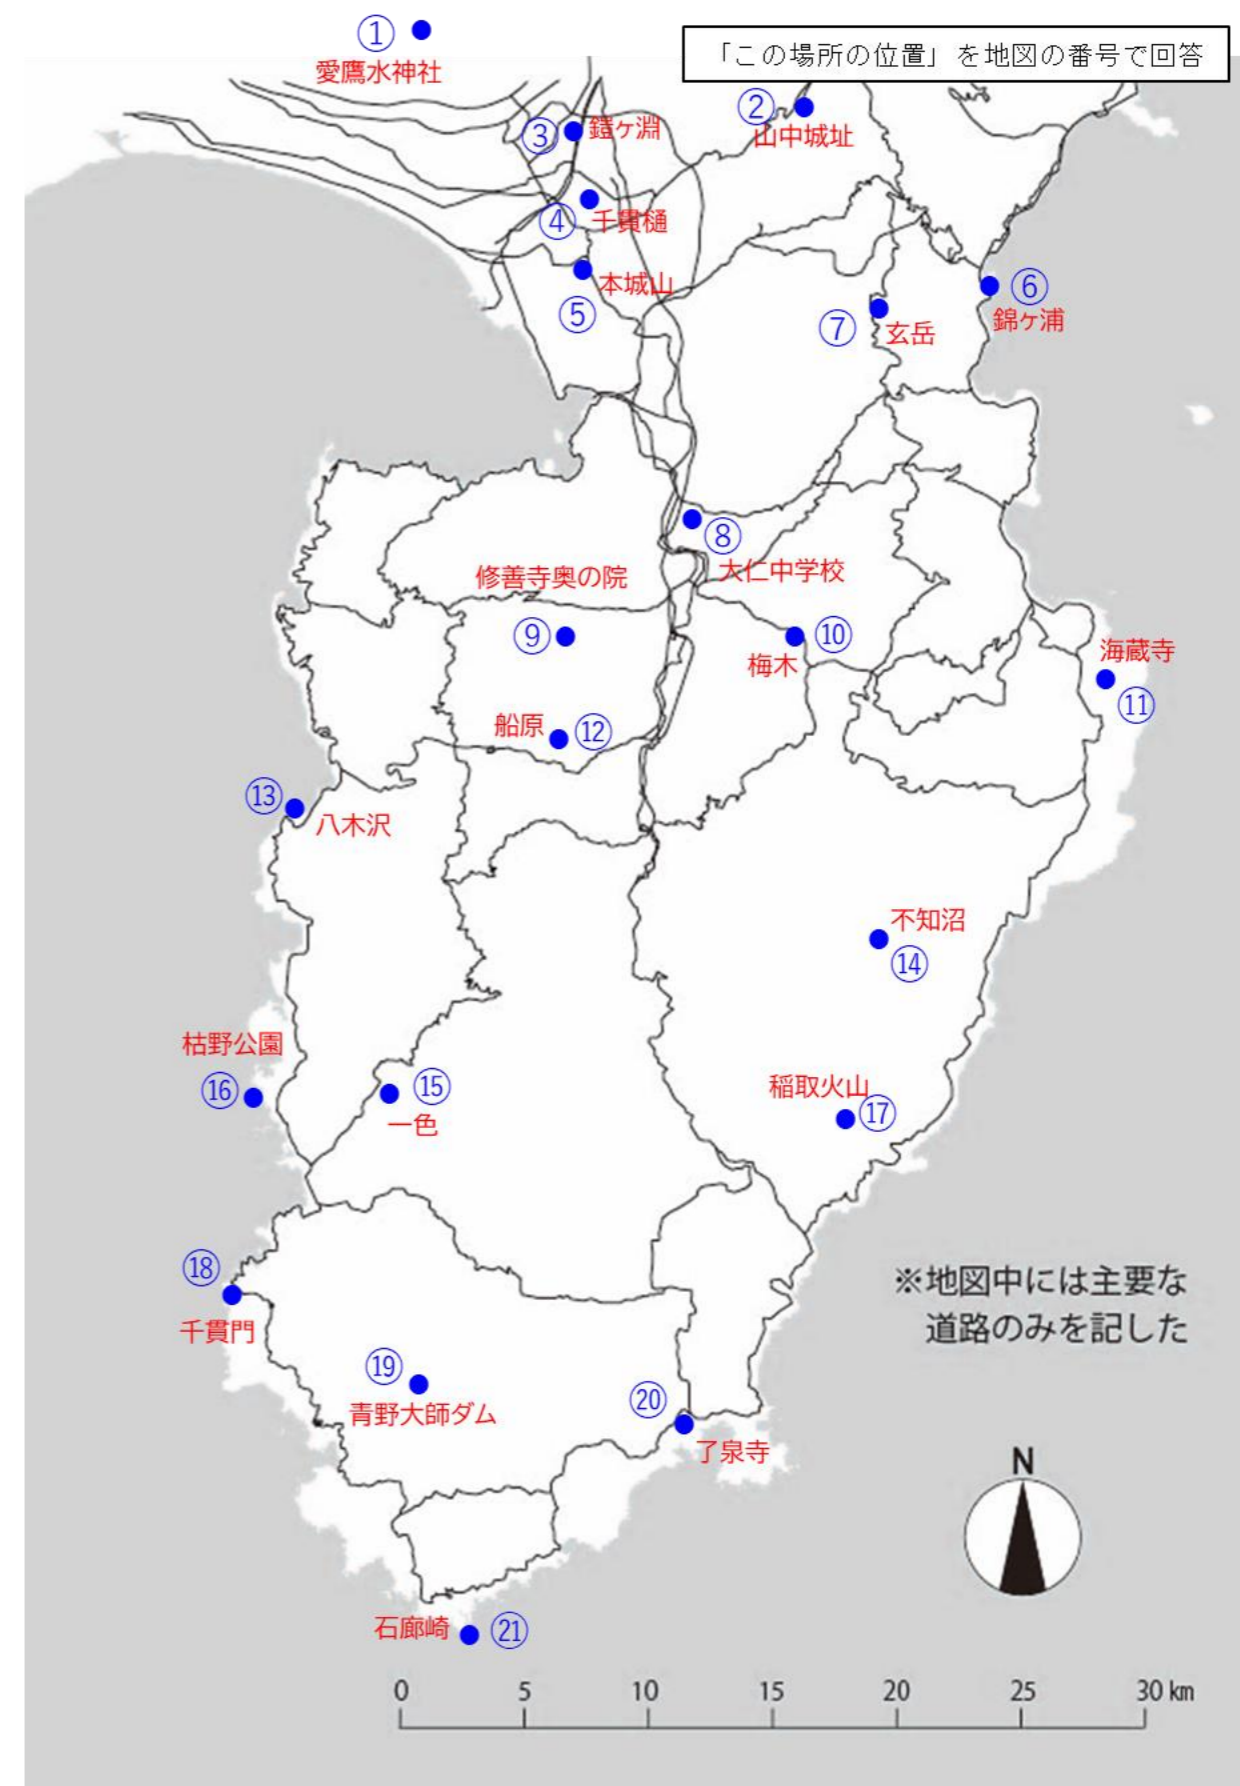 ①
愛鷹水神社
「この場所の位置」を地図の番号で回答
②
山中城址
③
鎧ヶ淵
④
千貫樋
本城山
⑤
⑥
錦ヶ浦
⑦
玄岳
⑧
大仁中学校
修善寺奥の院
⑨
⑩
梅木
海蔵寺
⑪
船原
⑫
⑬
八木沢
不知沼
⑭
枯野公園
⑯
⑮
一色
稲取火山
⑰
⑱
千貫門
※地図中には主要な
道路のみを記した
⑲
青野大師ダム
⑳
了泉寺
N
石廊崎
㉑
0 5 10 15 20 25 30 km